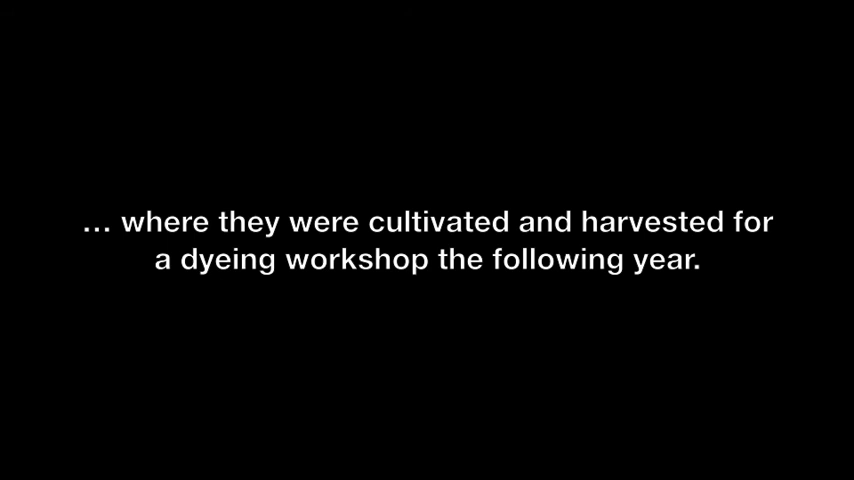 … where they were cultivated and harvested for
a dyeing workshop the following year.